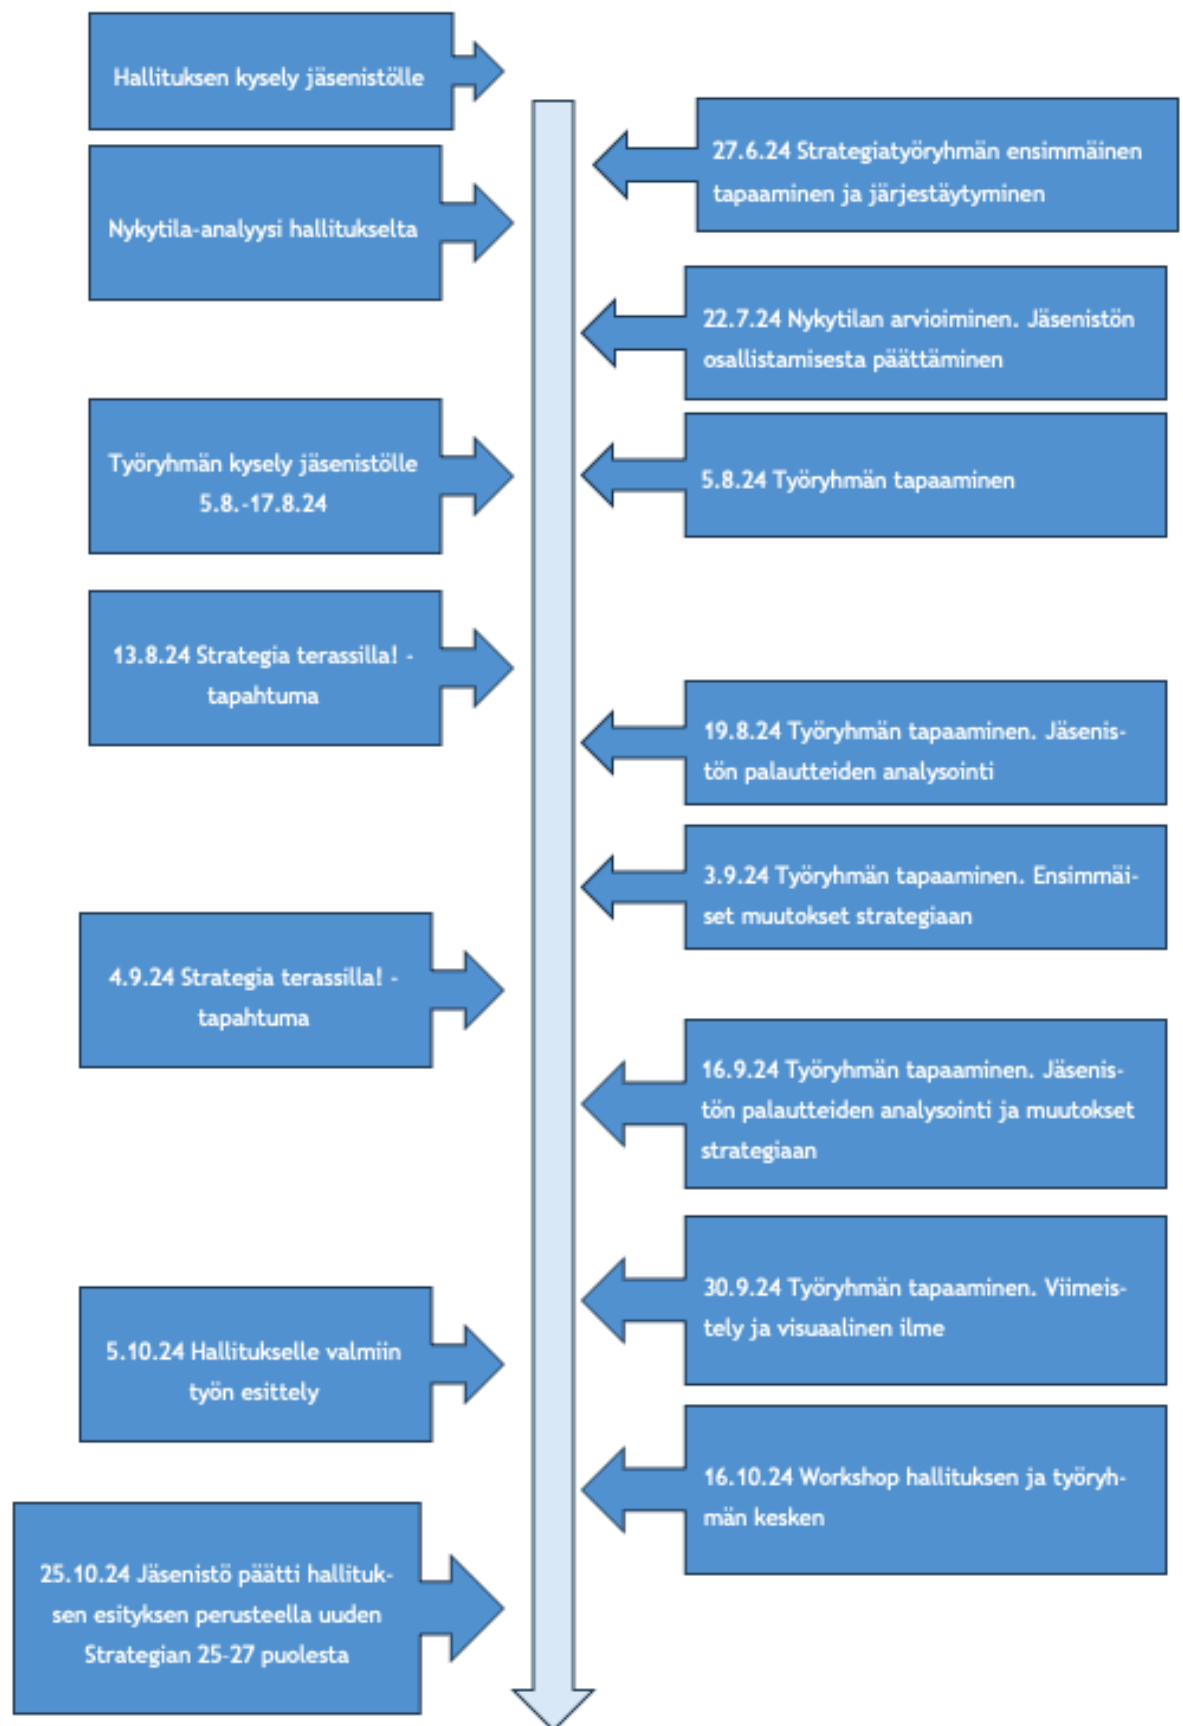 Hallituksen kysely jäsenistölle
27.6.24 Strategiatyöryhmän ensimmäinen
tapaaminen ja järjestäytyminen
Nykytila-analyysi hallitukselta
22.7.24 Nykytilan arvioiminen. Jäsenistön
osallistamisesta päättäminen
Työryhmän kysely jäsenistölle
5.8.-17.8.24
5.8.24 Työryhmän tapaaminen
13.8.24 Strategia terassilla! -
tapahtuma
19.8.24 Työryhmän tapaaminen. Jäsenis-
tön palautteiden analysointi
3.9.24 Työryhmän tapaaminen. Ensimmäi-
set muutokset strategiaan
4.9.24 Strategia terassilla! -
tapahtuma
16.9.24 Työryhmän tapaaminen. Jäsenis-
tön palautteiden analysointi ja muutokset
strategiaan
30.9.24 Työryhmän tapaaminen. Viimeis-
tely ja visuaalinen ilme
5.10.24 Hallitukselle valmiin
työn esittely
16.10.24 Workshop hallituksen ja työryh-
män kesken
25.10.24 Jäsenistö päätti hallituk-
sen esityksen perusteella uuden
Strategian 25-27 puolesta